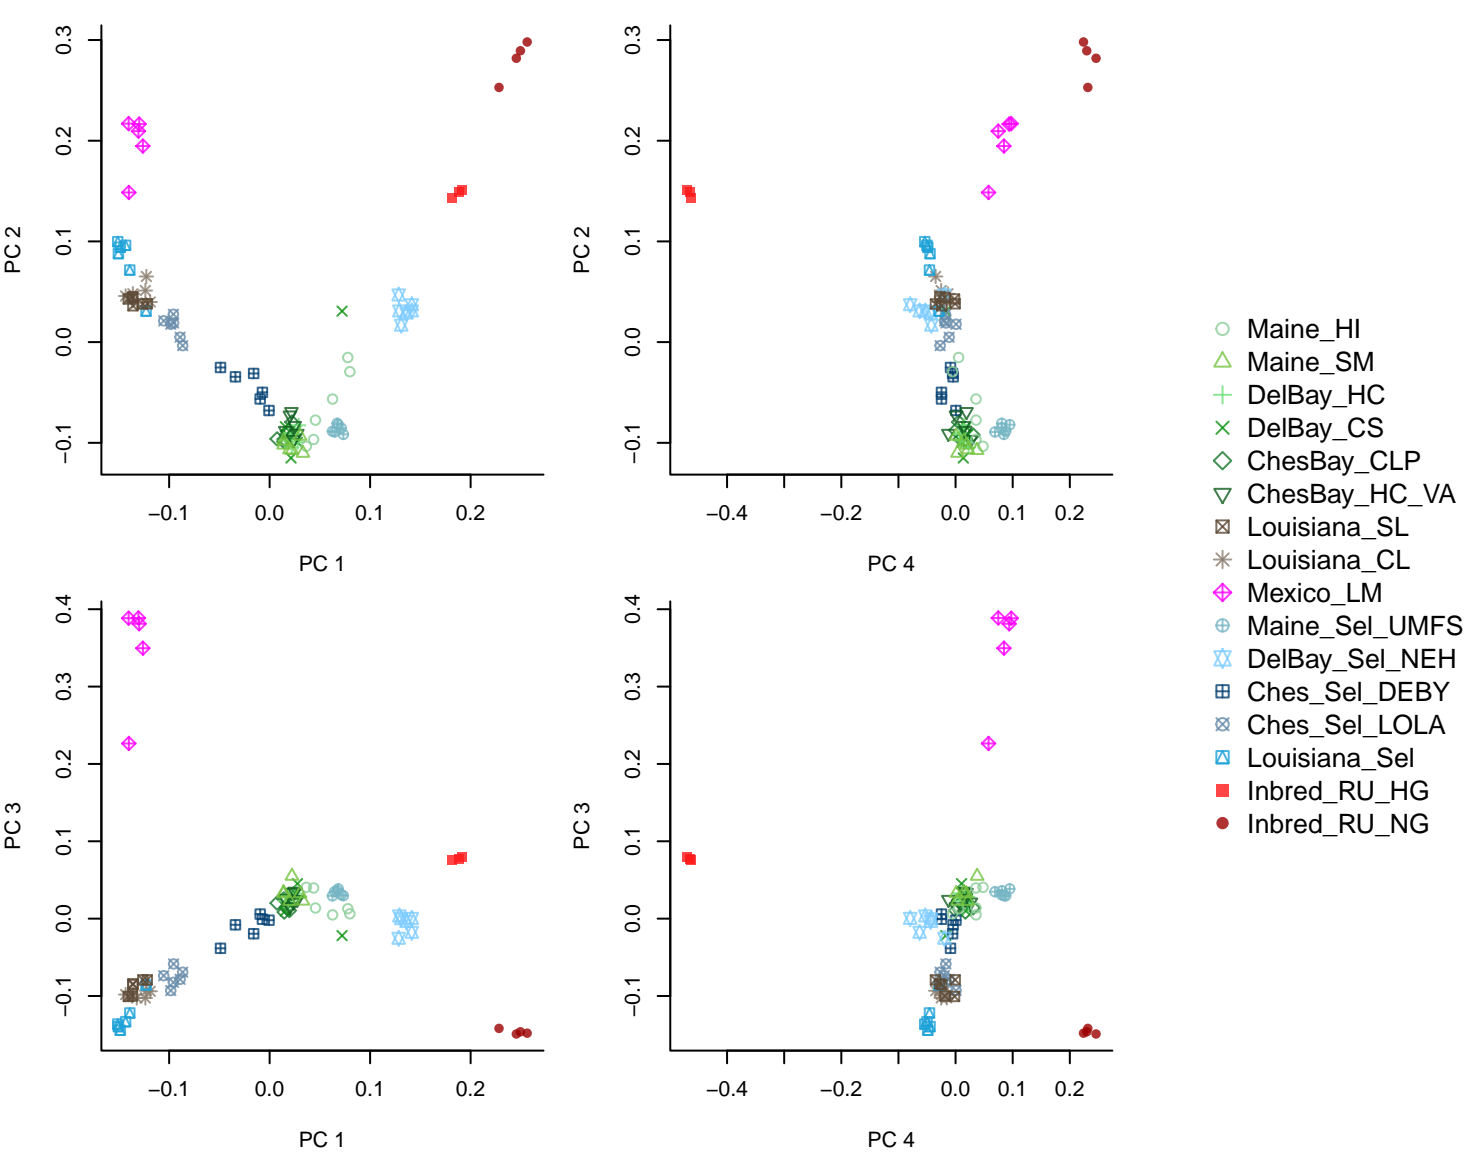 0.3
0.2
0.1
0.0
−0.1
PC 2
−0.1
0.0
0.1
0.2
PC 1
0.3
0.2
0.1
0.0
−0.1
PC 2
−0.4
−0.2
0.0
0.1
0.2
PC 4
0.4
0.3
0.2
0.1
0.0
−0.1
PC 3
−0.1
0.0
0.1
0.2
PC 1
0.4
0.3
0.2
0.1
0.0
−0.1
PC 3
−0.4
−0.2
0.0
0.1
0.2
PC 4
Maine_HI
Maine_SM
DelBay_HC
DelBay_CS
ChesBay_CLP
ChesBay_HC_VA
Louisiana_SL
Louisiana_CL
Mexico_LM
Maine_Sel_UMFS
DelBay_Sel_NEH
Ches_Sel_DEBY
Ches_Sel_LOLA
Louisiana_Sel
Inbred_RU_HG
Inbred_RU_NG